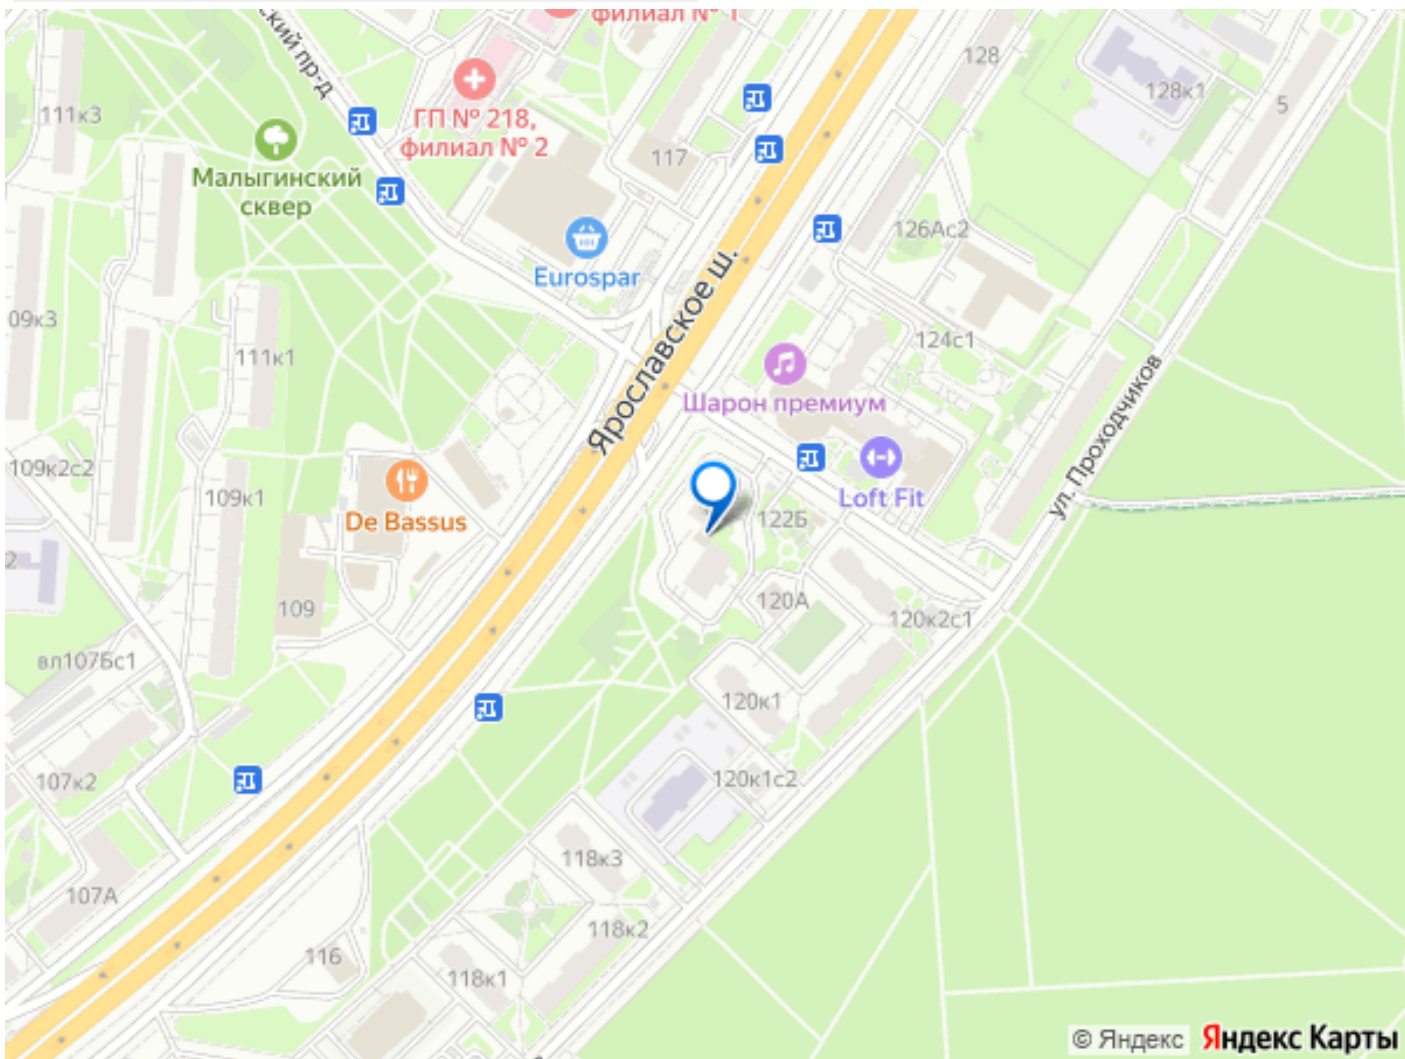 филиал № 1
ский пр-д
128
128к1
5
111к3
ГП № 218,
филиал № 2
117
Малыгинский
сквер
126Ас2
Eurospar
Ярославское ш.
09к3
111к1
124с1
Шарон премиум
ул. Проходчиков
109к2с2
109к1
De Bassus
Loft Fit
122Б
2
109
120А
120к2с1
вл107Бс1
120к1
107к2
120к1с2
118к3
107А
118к2
116
118к1
© Яндекс Яндекс Карты